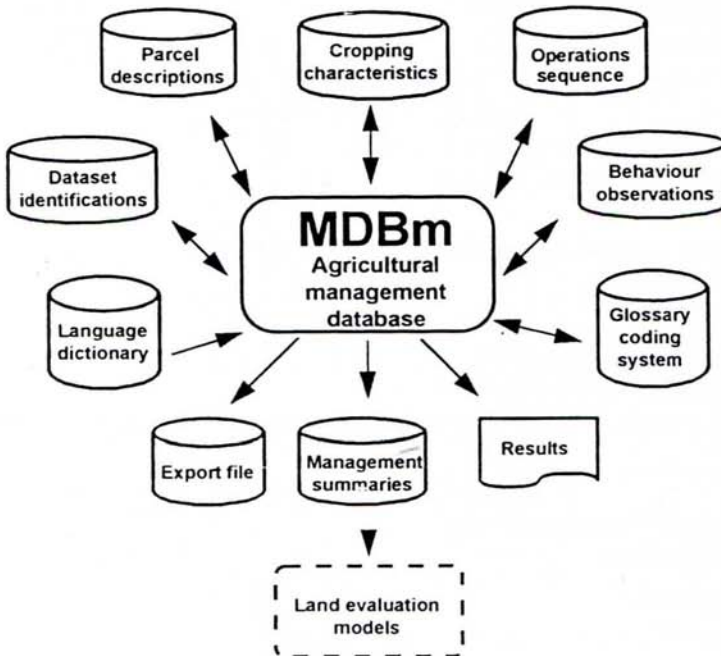 Parcel
descriptions
Cropping
characteristics
Operations
sequence
Dataset
identifications
Behaviour
observations
MDBm
Agricultural
management
database
Language
dictionary
Glossary
coding
system
Export file
Management
summaries
Results
Land evaluation
models